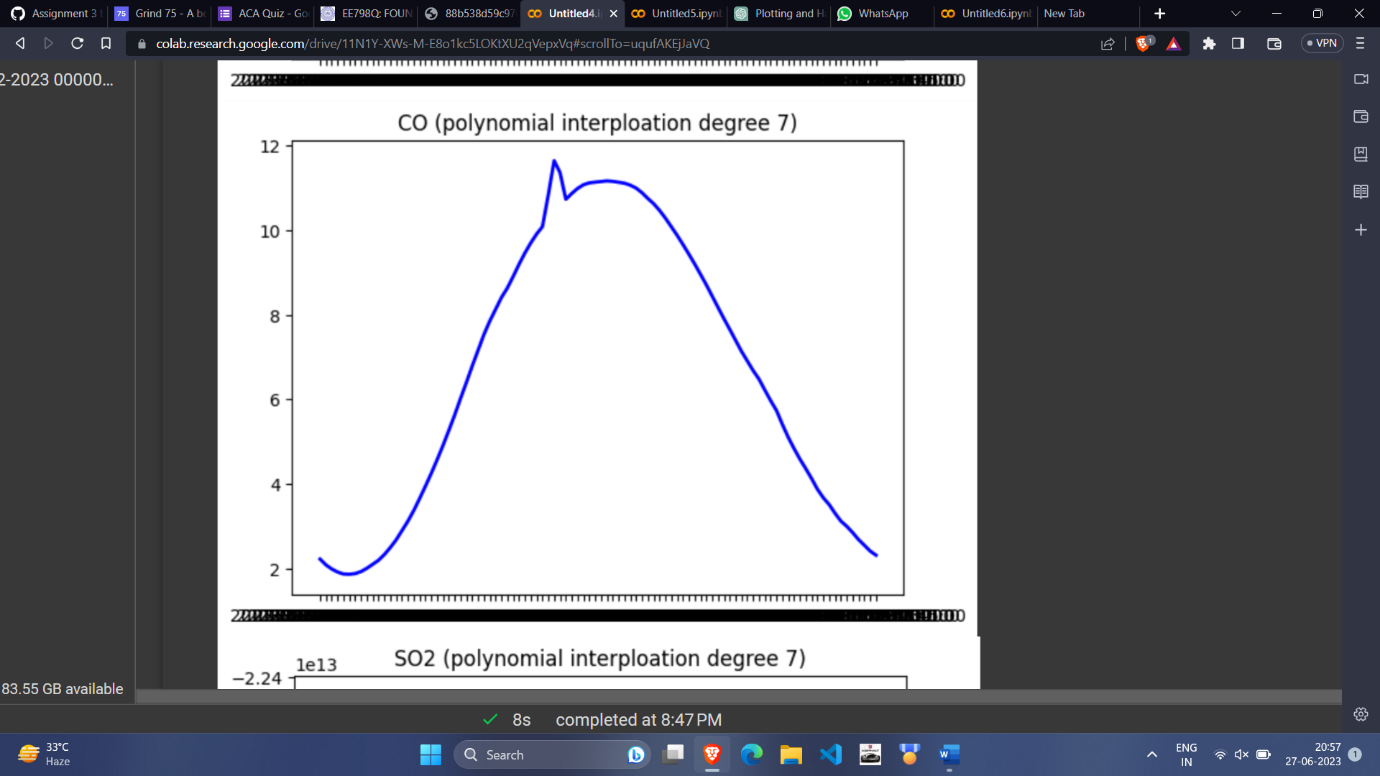 Assignment 3
Grind 75 - A b
ACA Quiz - Go
EE798Q: FOUN
88b538d59c97
Untitled4.i
Untitled5.ipynb
Plotting and H
WhatsApp
Untitled6.ipynb
New Tab
colab.research.google.com/drive/11N1Y-XWs-M-E8o1kc5LOKtXU2qVepxVq#scrollTo=uqufAKEjJaVQ
1
VPN
2-2023 00000...
CO (polynomial interploation degree 7)
12
10
8
6
4
2
SO2 (polynomial interploation degree 7)
1e13
−2.24
83.55 GB available
8s completed at 8:47 PM
33°C
Haze
Search
ENG
IN
20:57
27-06-2023
1